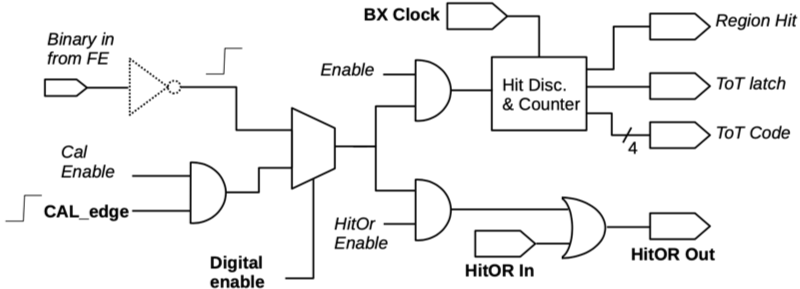 BX Clock
Region Hit
Binary in
from FE
Enable
Hit Disc.
& Counter
ToT latch
ToT Code
4
Cal
Enable
CAL_edge
HitOr
Enable
Digital
enable
HitOR In
HitOR Out